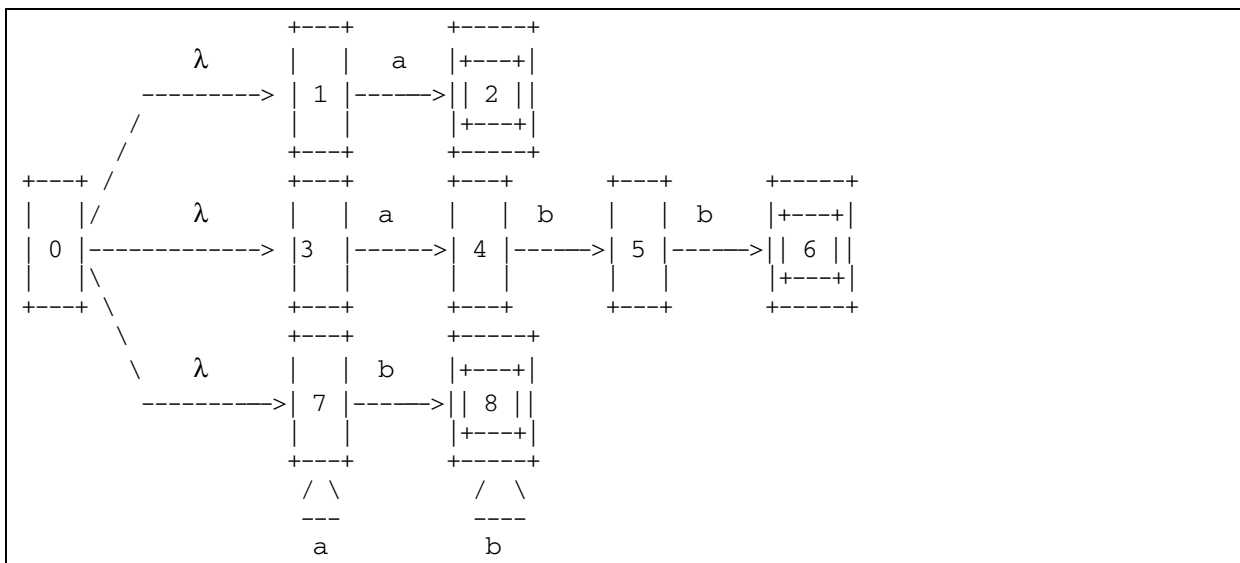 +---+ +-----+
λ | | a |+---+|
----------> | 1 |------>|| 2 ||
/ | | |+---+|
/ +---+ +-----+
+---+ / +---+ +---+ +---+ +-----+
| |/ λ | | a | | b | | b |+---+|
| 0 |-------------> |3 |------>| 4 |------>| 5 |------>|| 6 ||
| |\ | | | | | | |+---+|
+---+ \ +---+ +---+ +---+ +-----+
\ +---+ +-----+
\ λ | | b |+---+|
---------->| 7 |------>|| 8 ||
| | |+---+|
+---+ +-----+
/ \ / \
--- ----
a b